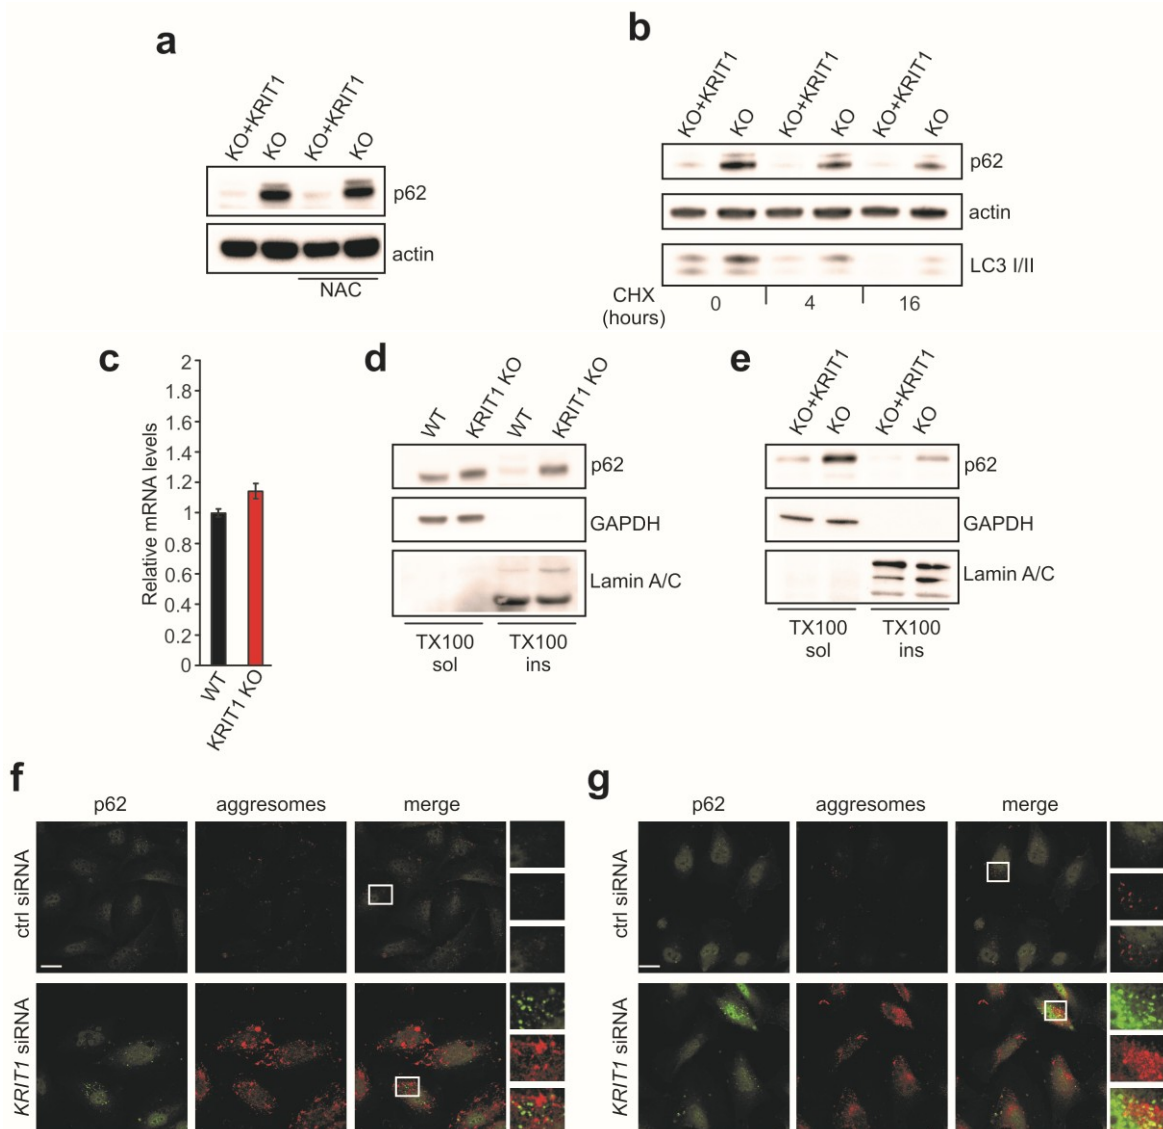 a
KO+KRIT1
KO
KO+KRIT1
KO
p62
actin
NAC
b
KO+KRIT1
KO
KO+KRIT1
KO
KO+KRIT1
KO
p62
actin
LC3 I/II
CHX
(hours)
0
4
16
c
Relative mRNA levels
2
1.8
1.6
1.4
1.2
1
0.8
0.6
0.4
0.2
0
WT
KRIT1 KO
d
WT
KRIT1 KO
WT
KRIT1 KO
p62
GAPDH
Lamin A/C
TX100
sol
TX100
ins
e
KO+KRIT1
KO
KO+KRIT1
KO
p62
GAPDH
Lamin A/C
TX100
sol
TX100
ins
f
p62
aggresomes
merge
ctrl siRNA
KRIT1 siRNA
g
p62
aggresomes
merge
ctrl siRNA
KRIT1 siRNA